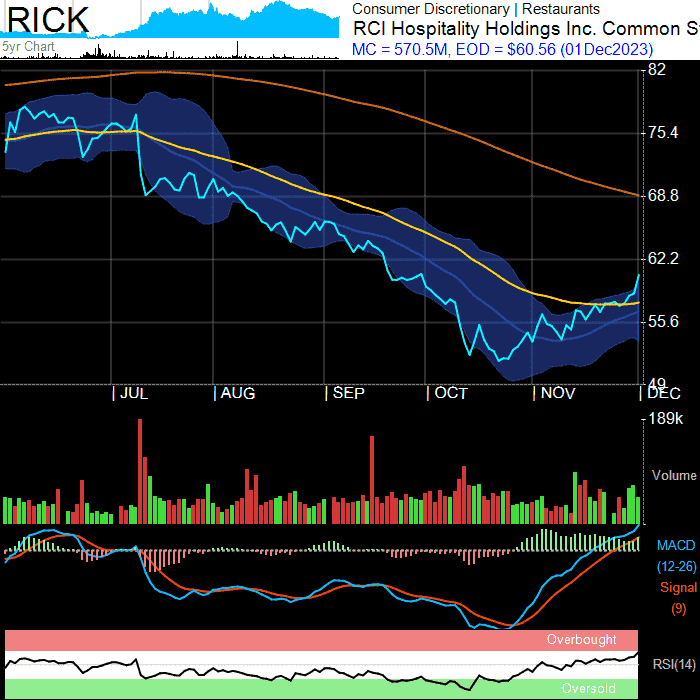 RICK
Consumer Discretionary | Restaurants
RCI Hospitality Holdings Inc. Common S
5yr Chart
MC = 570.5M, EOD = $60.56 (01Dec2023)
82
75.4
68.8
62.2
55.6
49
JUL AUG SEP OCT NOV DEC
189k
Volume
MACD
(12-26)
Signal
(9)
Overbought
RSI(14)
Oversold